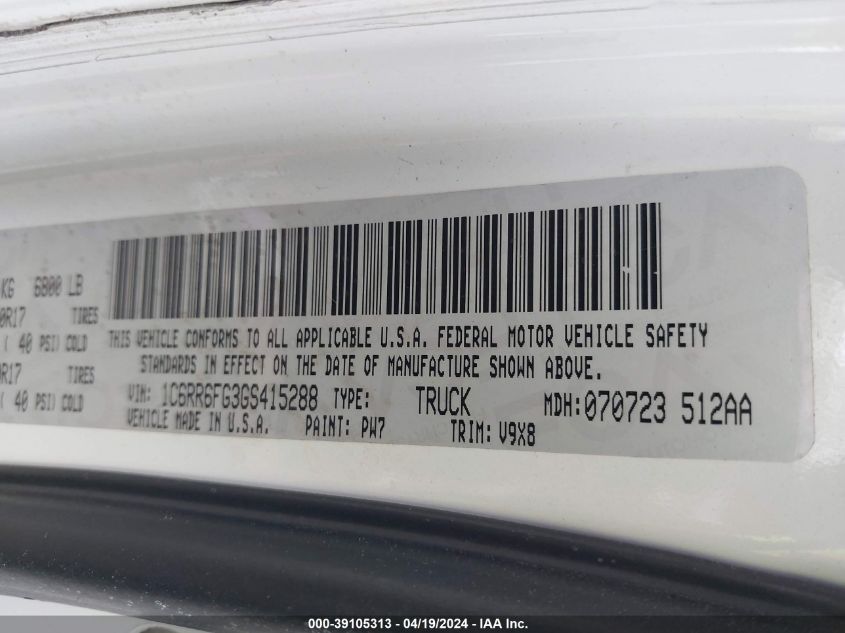 KG 6800 LB
0R17 TIRES
( 40 PSI) COLD
0R17 TIRES
( 40 PSI) COLD
THIS VEHICLE CONFORMS TO ALL APPLICABLE U.S.A. FEDERAL MOTOR VEHICLE SAFETY
STANDARDS IN EFFECT ON THE DATE OF MANUFACTURE SHOWN ABOVE.
VIN: 1C6RR6FG3GS415288 TYPE: TRUCK MDH:070723 512AA
VEHICLE MADE IN U.S.A. PAINT: PW7 TRIM: V9X8
000-39105313 - 04/19/2024 - IAA Inc.